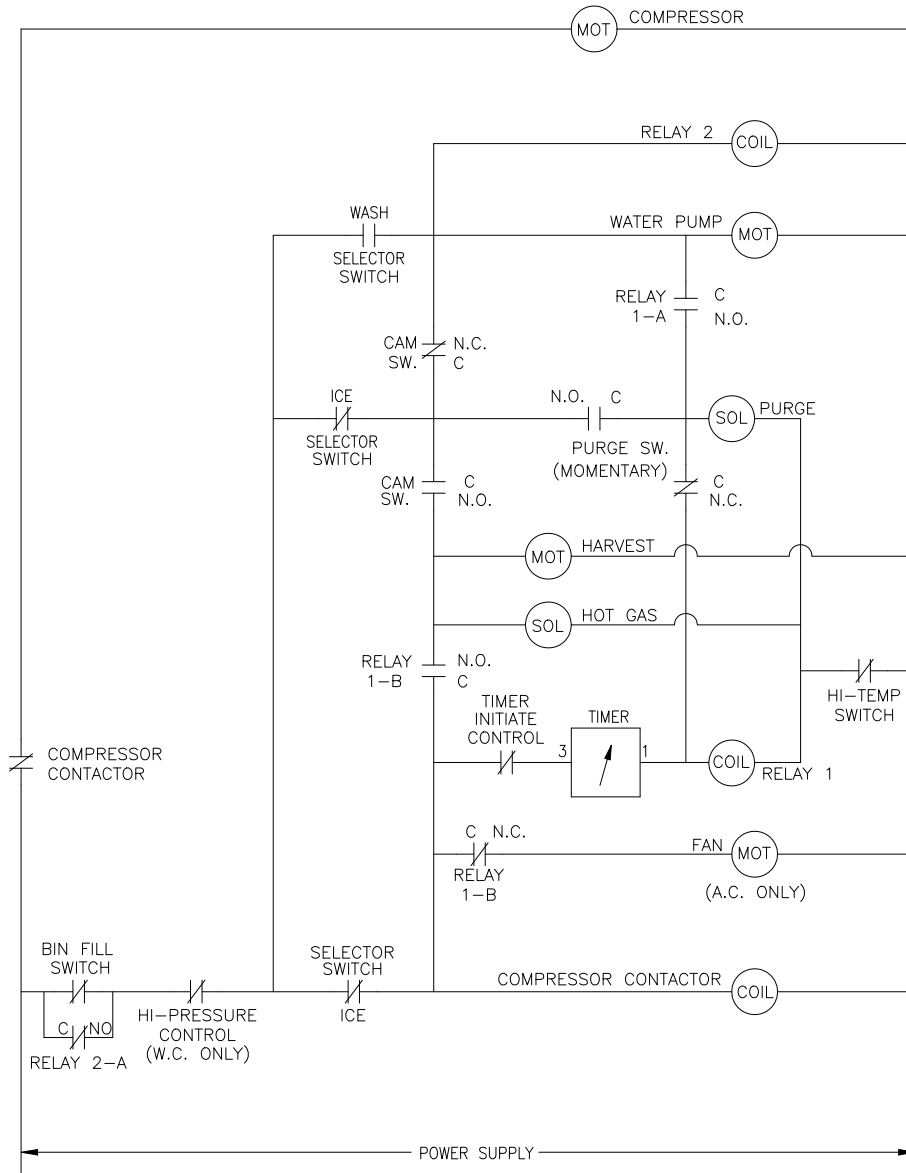 COMPRESSOR
MOT
RELAY 2
COIL
WASH
SELECTOR
SWITCH
WATER PUMP
MOT
RELAY
1-A
C
N.O.
CAM
SW.
N.C.
C
ICE
SELECTOR
SWITCH
N.O. C
PURGE SW.
(MOMENTARY)
SOL
PURGE
CAM
SW.
C
N.O.
C
N.C.
MOT
HARVEST
SOL
HOT GAS
RELAY
1-B
N.O.
C
HI-TEMP
SWITCH
TIMER
INITIATE
CONTROL
TIMER
3
1
COIL
RELAY 1
COMPRESSOR
CONTACTOR
C N.C.
RELAY
1-B
FAN
MOT
(A.C. ONLY)
BIN FILL
SWITCH
C NO
RELAY 2-A
HI-PRESSURE
CONTROL
(W.C. ONLY)
SELECTOR
SWITCH
ICE
COMPRESSOR CONTACTOR
COIL
POWER SUPPLY